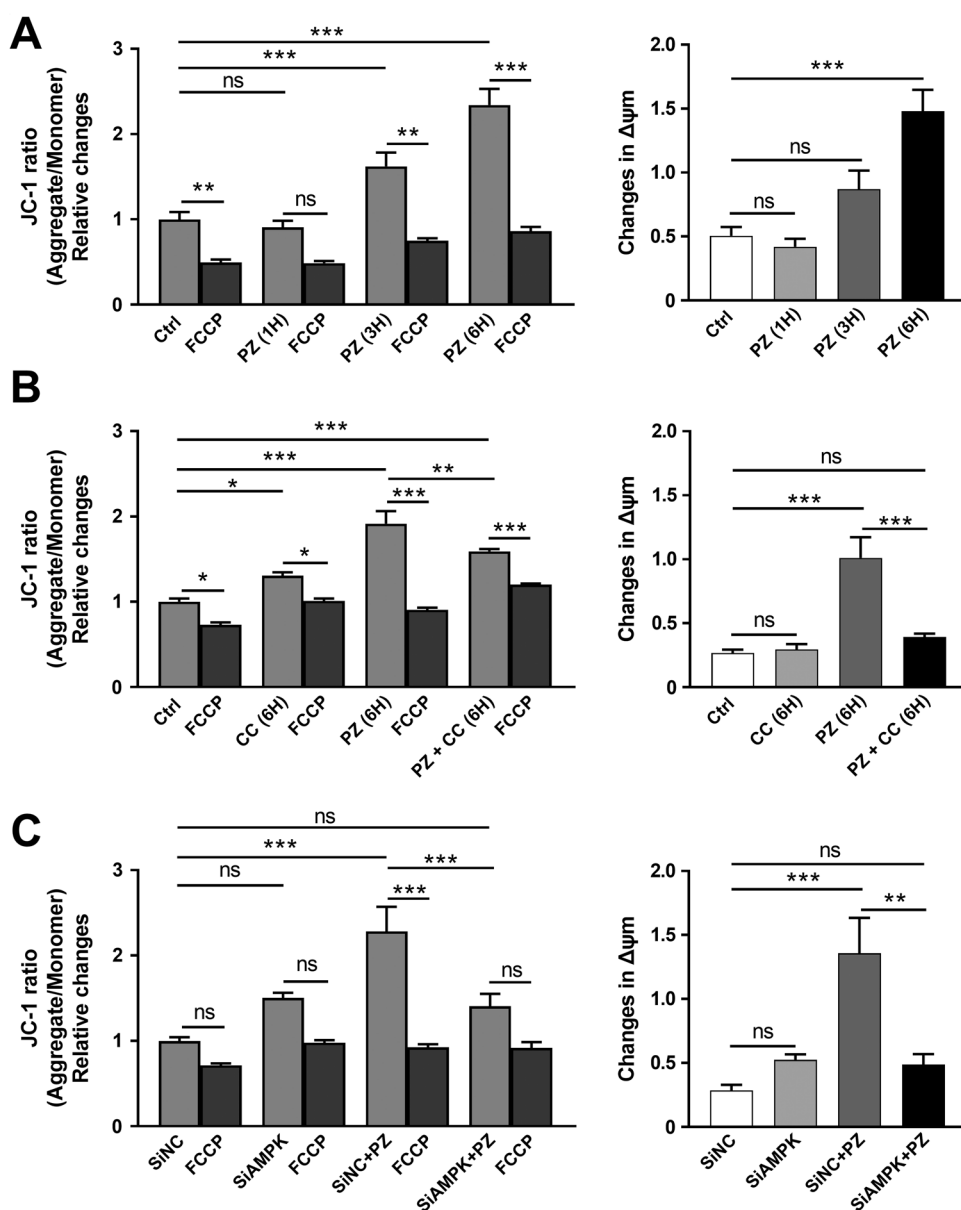 A
JC-1 ratio
(Aggregate/Monomer)
Relative changes
3
2
1
0
***
***
ns
**
ns
**
***
Ctrl
FCCP
PZ (1H)
FCCP
PZ (3H)
FCCP
PZ (6H)
FCCP
Changes in Δψm
2.0
1.5
1.0
0.5
0.0
***
ns
ns
Ctrl
PZ (1H)
PZ (3H)
PZ (6H)
B
JC-1 ratio
(Aggregate/Monomer)
Relative changes
3
2
1
0
***
***
**
*
***
***
*
*
Ctrl
FCCP
CC (6H)
FCCP
PZ (6H)
FCCP
PZ + CC (6H)
FCCP
Changes in Δψm
2.0
1.5
1.0
0.5
0.0
ns
***
***
ns
Ctrl
CC (6H)
PZ (6H)
PZ + CC (6H)
C
JC-1 ratio
(Aggregate/Monomer)
Relative changes
3
2
1
0
ns
***
***
ns
***
ns
ns
ns
SiNC
FCCP
SiAMPK
FCCP
SiNC+PZ
FCCP
SiAMPK+PZ
FCCP
Changes in Δψm
2.0
1.5
1.0
0.5
0.0
ns
***
**
ns
SiNC
SiAMPK
SiNC+PZ
SiAMPK+PZ